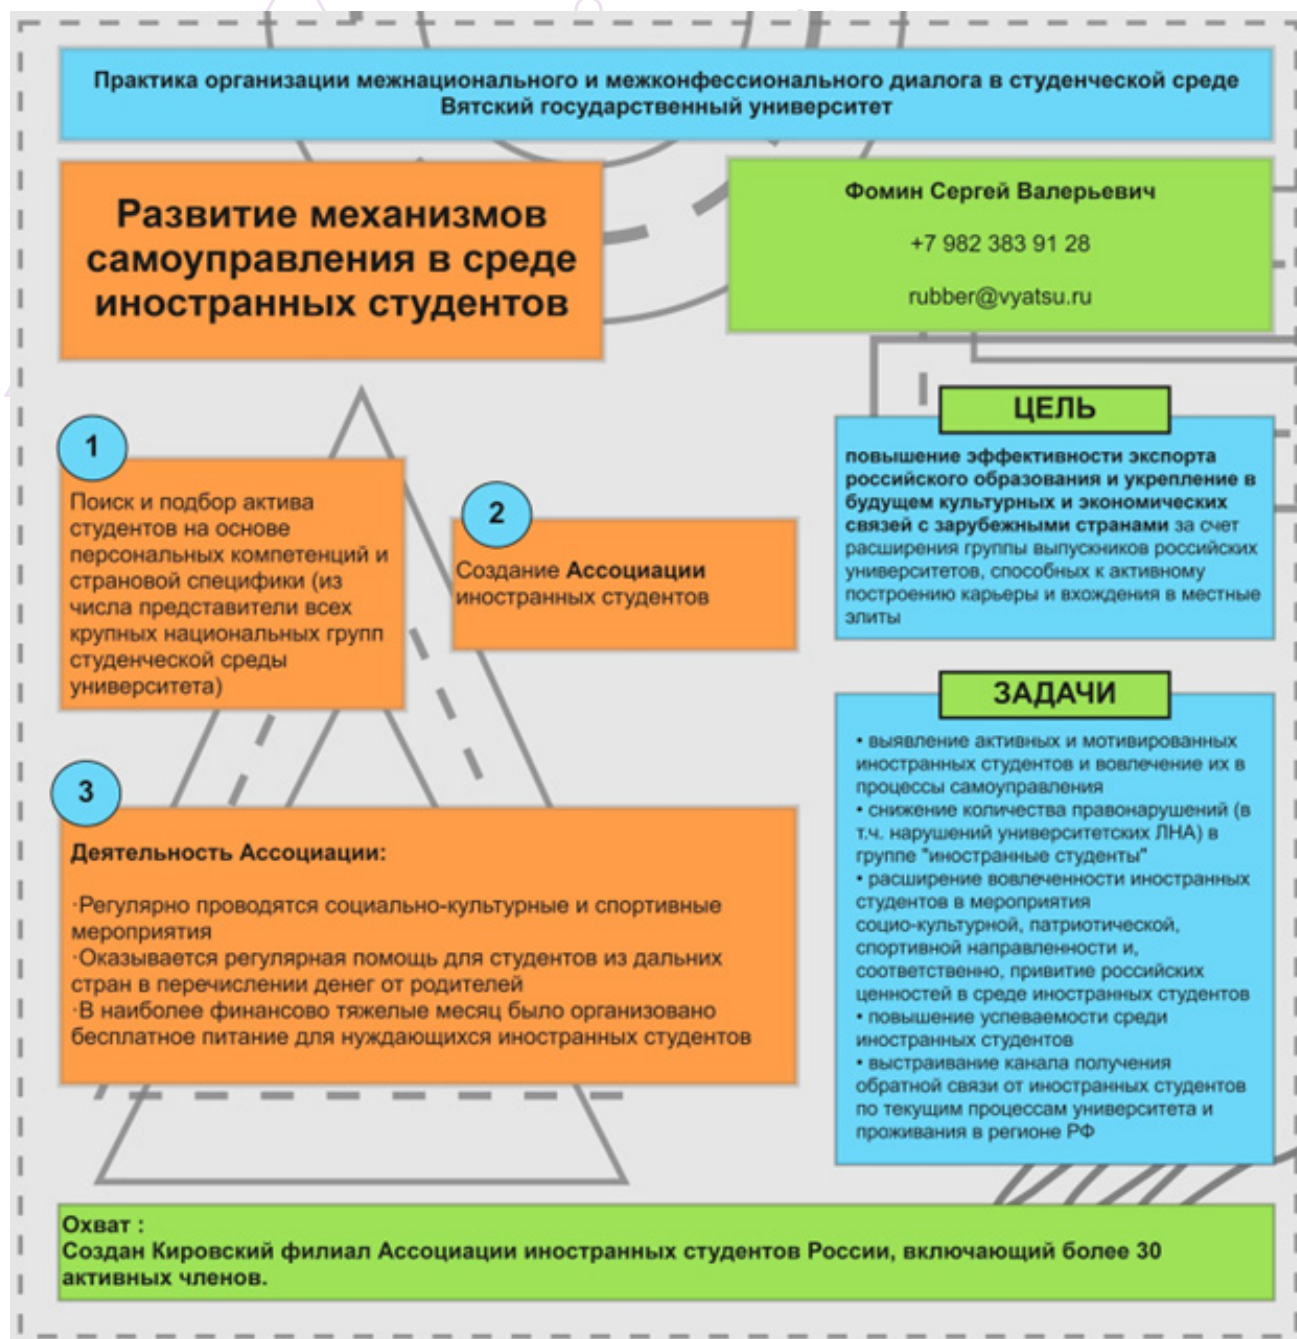 Практика организации межнационального и межконфессионального диалога в студенческой среде
Вятский государственный университет
Развитие механизмов
самоуправления в среде
иностранных студентов
Фомин Сергей Валерьевич
+7 982 383 91 28
rubber@vyatsu.ru
1
Поиск и подбор актива
студентов на основе
персональных компетенций и
страновой специфики (из
числа представители всех
крупных национальных групп
студенческой среды
университета)
2
Создание Ассоциации
иностранных студентов
3
Деятельность Ассоциации:
·Регулярно проводятся социально-культурные и спортивные
мероприятия
·Оказывается регулярная помощь для студентов из дальних
стран в перечислении денег от родителей
·В наиболее финансово тяжелые месяц было организовано
бесплатное питание для нуждающихся иностранных студентов
ЦЕЛЬ
повышение эффективности экспорта
российского образования и укрепление в
будущем культурных и экономических
связей с зарубежными странами за счет
расширения группы выпускников российских
университетов, способных к активному
построению карьеры и вхождения в местные
элиты
ЗАДАЧИ
• выявление активных и мотивированных
иностранных студентов и вовлечение их в
процессы самоуправления
• снижение количества правонарушений (в
т.ч. нарушений университетских ЛНА) в
группе "иностранные студенты"
• расширение вовлеченности иностранных
студентов в мероприятия
социо-культурной, патриотической,
спортивной направленности и,
соответственно, привитие российских
ценностей в среде иностранных студентов
• повышение успеваемости среди
иностранных студентов
• выстраивание канала получения
обратной связи от иностранных студентов
по текущим процессам университета и
проживания в регионе РФ
Охват :
Создан Кировский филиал Ассоциации иностранных студентов России, включающий более 30
активных членов.